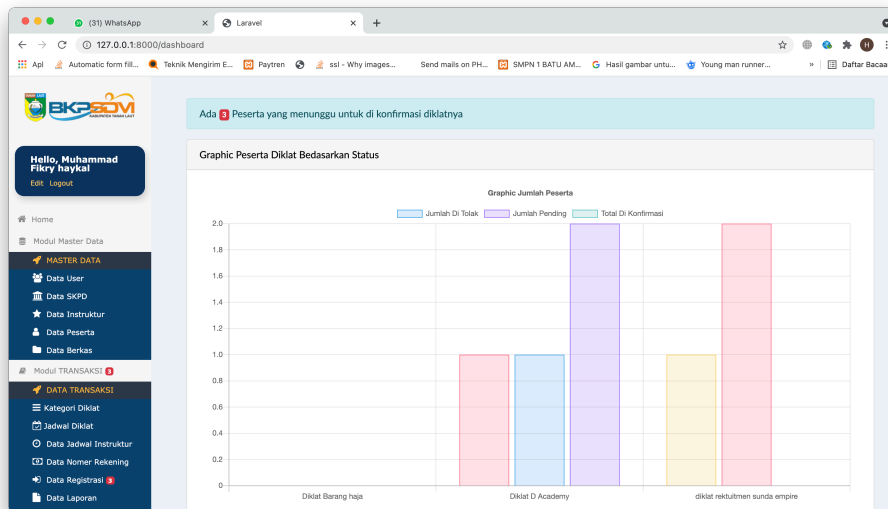 (31) WhatsApp
Laravel
127.0.0.1:8000/dashboard
Apl
Automatic form fill...
Teknik Mengirim E...
Paytren
ssl - Why images...
Send mails on PH...
SMPN 1 BATU AM...
Hasil gambar untu...
Young man runner...
»
Daftar Bacaa
TANAH LAUT
BKPSDM
KABUPATEN TANAH LAUT
Hello, Muhammad
Fikry haykal
Edit Logout
Home
Modul Master Data
MASTER DATA
Data User
Data SKPD
Data Instruktur
Data Peserta
Data Berkas
Modul TRANSAKSI 3
DATA TRANSAKSI
Kategori Diklat
Jadwal Diklat
Data Jadwal Instruktur
Data Nomer Rekening
Data Registrasi 3
Data Laporan
Ada 3 Peserta yang menunggu untuk di konfirmasi diklatnya
Graphic Peserta Diklat Bedasarkan Status
Graphic Jumlah Peserta
Jumlah Di Tolak Jumlah Pending Total Di Konfirmasi
2.0
1.8
1.6
1.4
1.2
1.0
0.8
0.6
0.4
0.2
0
Diklat Barang haja Diklat D Academy diklat rektuitmen sunda empire